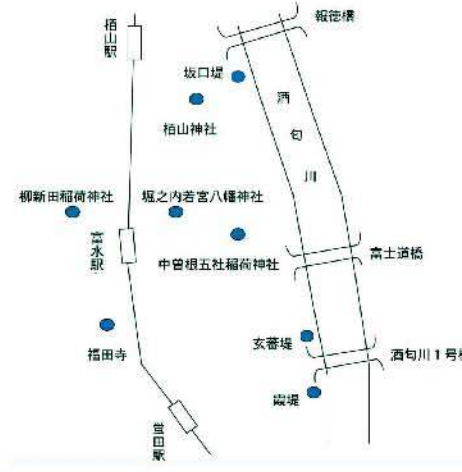 報徳橋
栢山駅
坂口堤
酒匂川
栢山神社
柳新田稲荷神社
堀之内若宮八幡神社
富水駅
中曽根五社稲荷神社
富士道橋
玄蕃堤
福田寺
酒匂川1号
霞堤
蛍田駅